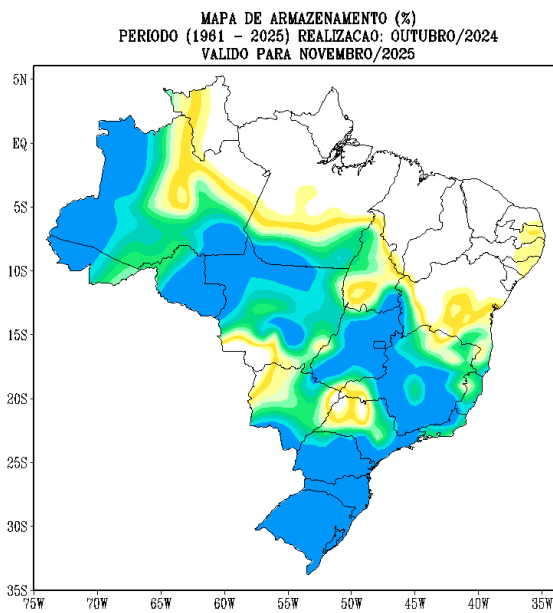 MAPA DE ARMAZENAMENTO (%)
PERIODO (1961 - 2025) REALIZACAO: OUTUBRO/2024
VALIDO PARA NOVEMBRO/2025
5N
EQ
5S
10S
15S
20S
25S
30S
35S
75W 70W 65W 60W 55W 50W 45W 40W 35W